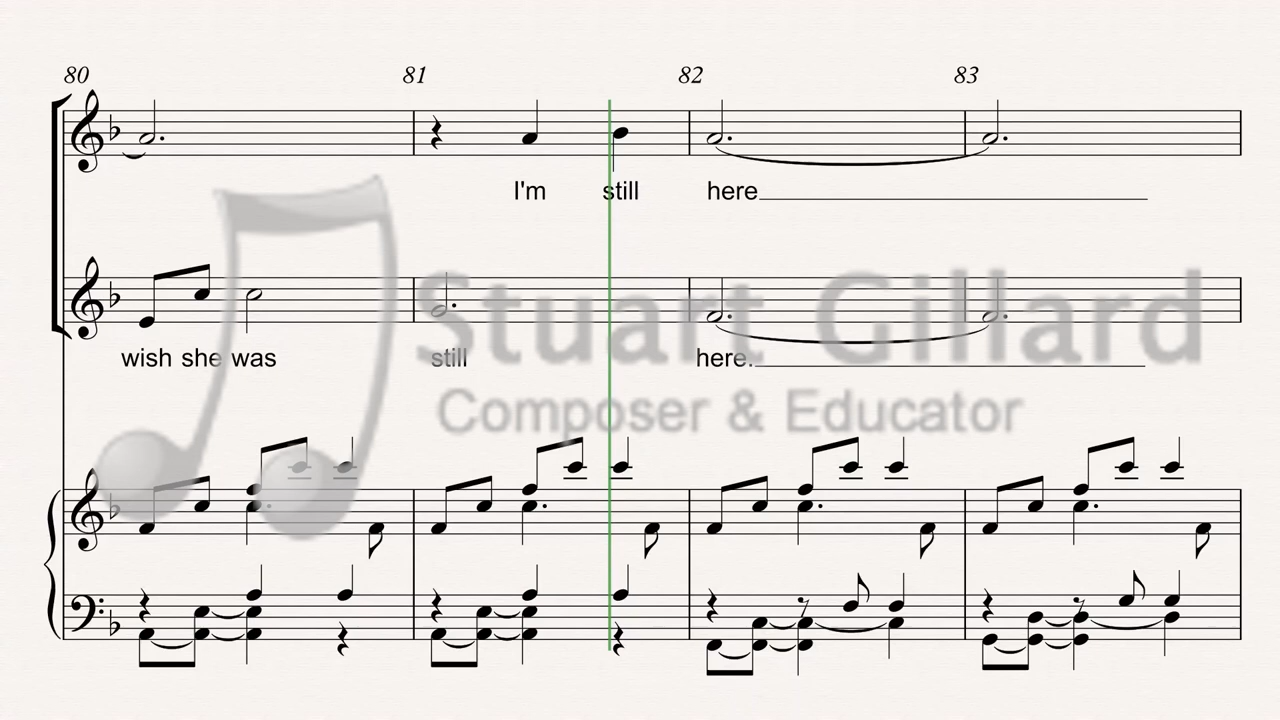 80 81 82 83
I'm still here
wish she was still here.
Stuart Gillard
Composer & Educator